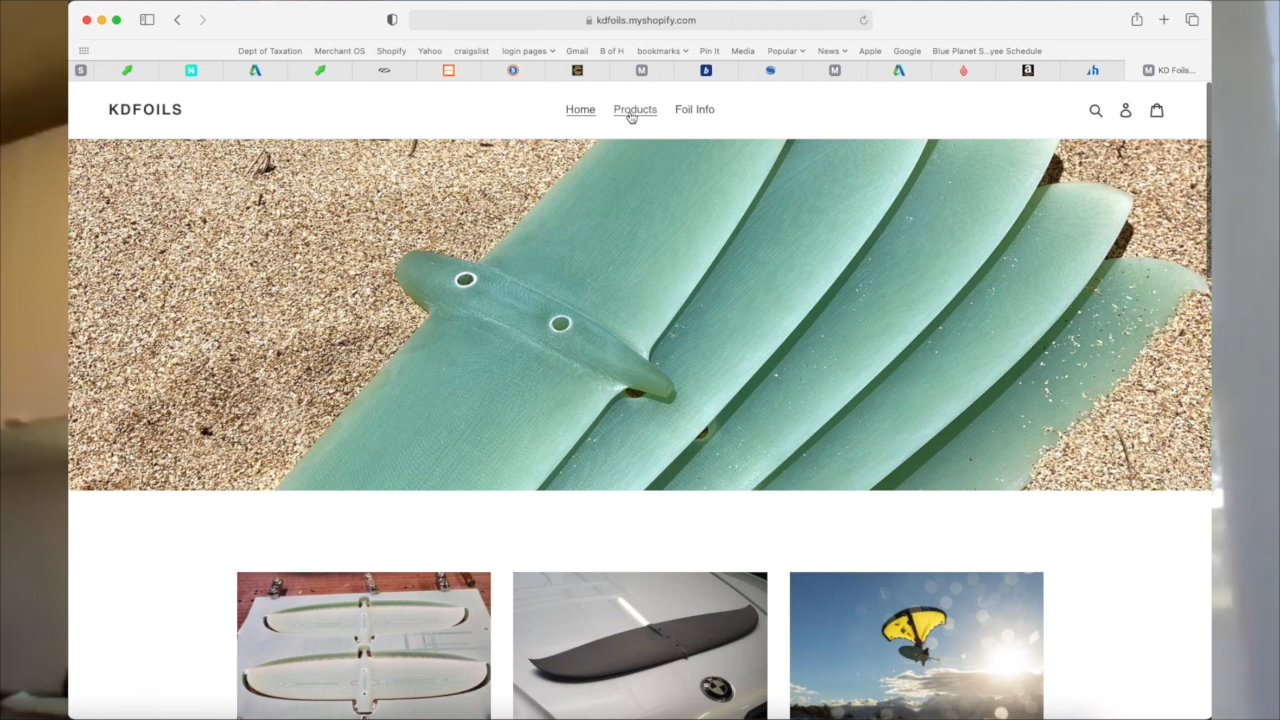 kdfoils.myshopify.com
Dept of Taxation Merchant OS Shopify Yahoo craigslist login pages Gmail B of H bookmarks Pin It Media Popular News Apple Google Blue Planet S...yee Schedule
S N M b M a h M KD Foils...
KDFOILS Home Products Foil Info